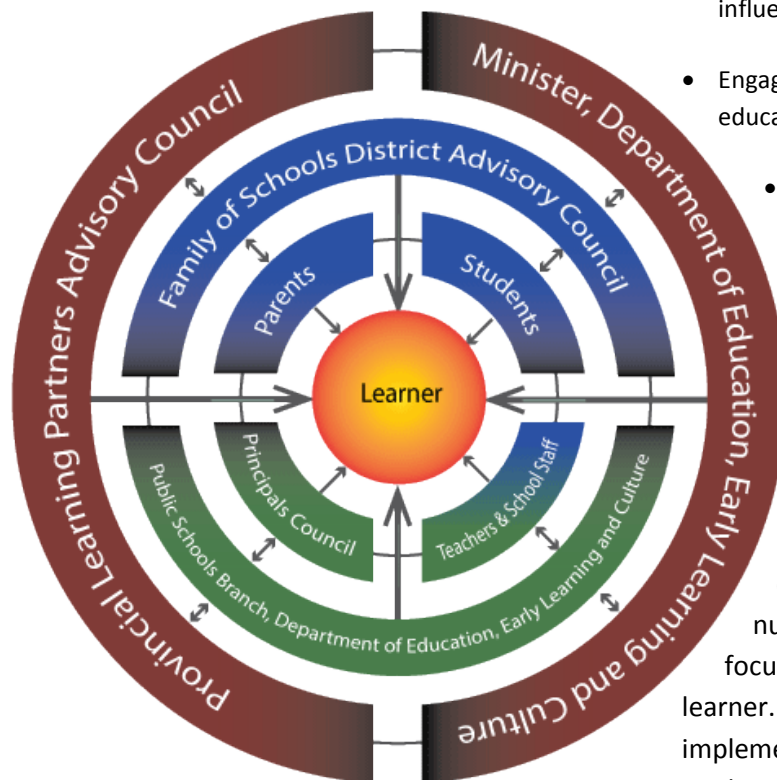 Provincial Learning Partners Advisory Council
Minister, Department of Education, Early Learning and Culture
Family of Schools District Advisory Council
Parents
Students
Learner
Principals Council
Teachers & School Staff
Public Schools Branch, Department of Education, Early Learning and Culture
• Engag
educa
•
nu
focu
learner.
impleme